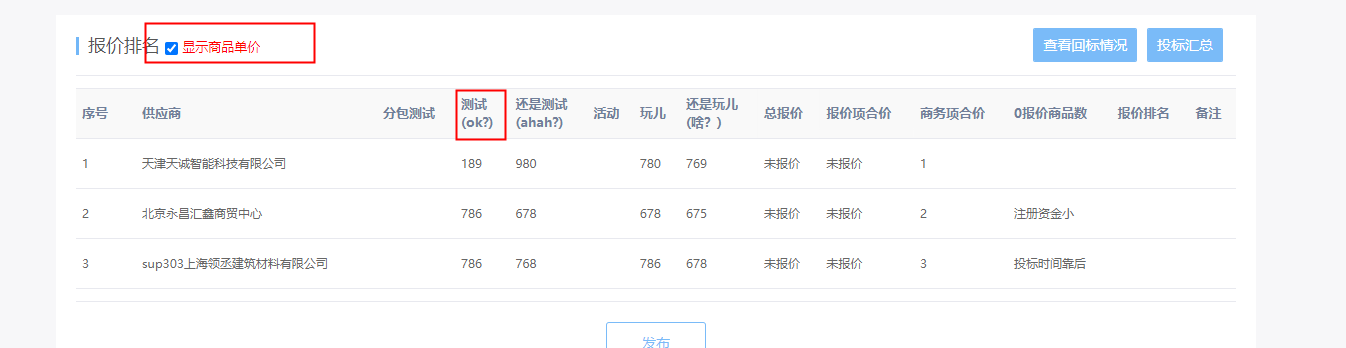 报价排名 显示商品单价 查看回标情况 投标汇总
序号 供应商 分包测试 测试(ok?) 还是测试(ahah?) 活动 玩儿 还是玩儿(啥？) 总报价 报价项合价 商务项合价 0报价商品数 报价排名 备注
1 天津天诚智能科技有限公司 189 980 780 769 未报价 未报价 1
2 北京永昌汇鑫商贸中心 786 678 678 675 未报价 未报价 2 注册资金小
3 sup303上海领丞建筑材料有限公司 786 768 786 678 未报价 未报价 3 投标时间靠后
发布